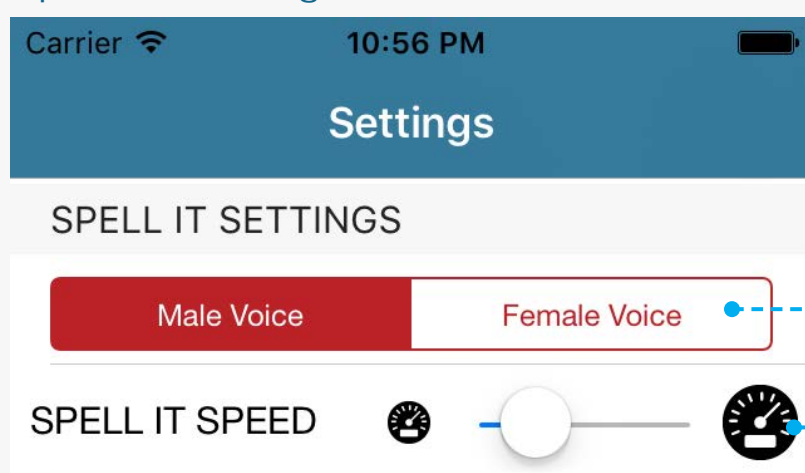 Carrier 10:56 PM
Settings
SPELL IT SETTINGS
Male Voice Female Voice
SPELL IT SPEED